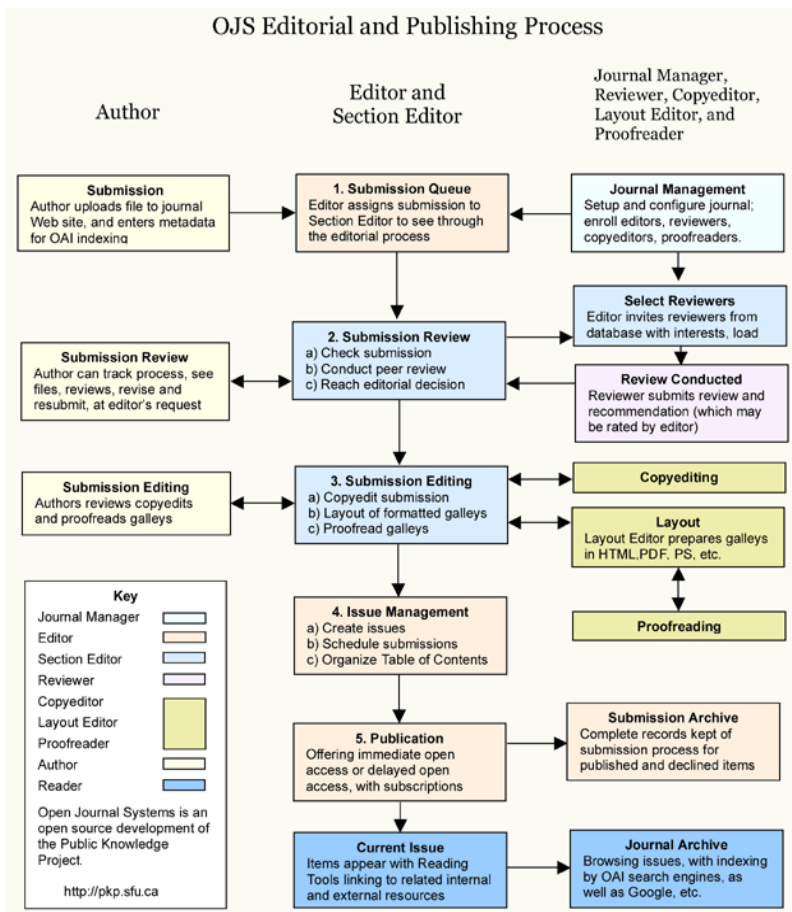 OJS Editorial and Publishing Process
Author
Editor and
Section Editor
Journal Manager,
Reviewer, Copyeditor,
Layout Editor, and
Proofreader
Submission
Author uploads file to journal
Web site, and enters metadata
for OAI indexing
1. Submission Queue
Editor assigns submission to
Section Editor to see through
the editorial process
Journal Management
Setup and configure journal;
enroll editors, reviewers,
copyeditors, proofreaders.
Select Reviewers
Editor invites reviewers from
database with interests, load
2. Submission Review
a) Check submission
b) Conduct peer review
c) Reach editorial decision
Submission Review
Author can track process, see
files, reviews, revise and
resubmit, at editor's request
Review Conducted
Reviewer submits review and
recommendation (which may
be rated by editor)
3. Submission Editing
a) Copyedit submission
b) Layout of formatted galleys
c) Proofread galleys
Submission Editing
Authors reviews copyedits
and proofreads galleys
Copyediting
Layout
Layout Editor prepares galleys
in HTML.PDF, PS, etc.
Proofreading
Key
Journal Manager
Editor
Section Editor
Reviewer
Copyeditor
Layout Editor
Proofreader
Author
Reader
Open Journal Systems is an
open source development of
the Public Knowledge
Project.
http://pkp.sfu.ca
4. Issue Management
a) Create issues
b) Schedule submissions
c) Organize Table of Contents
5. Publication
Offering immediate open
access or delayed open
access, with subscriptions
Submission Archive
Complete records kept of
submission process for
published and declined items
Current Issue
Items appear with Reading
Tools linking to related internal
and external resources
Journal Archive
Browsing issues, with indexing
by OAI search engines, as
well as Google, etc.